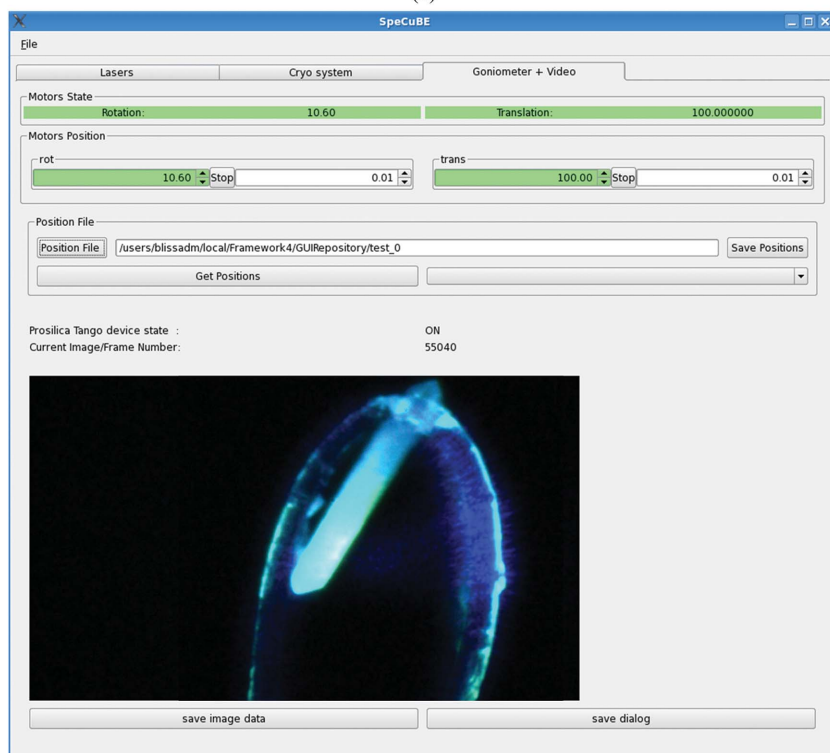 SpeCuBE
File
Lasers Cryo system Goniometer + Video
Motors State
Rotation: 10.60 Translation: 100.000000
Motors Position
rot trans
10.60 Stop 0.01 100.00 Stop 0.01
Position File
Position File /users/blissadm/local/Framework4/GUIRepository/test_0 Save Positions
Get Positions
Prosilica Tango device state : ON
Current Image/Frame Number: 55040
save image data save dialog